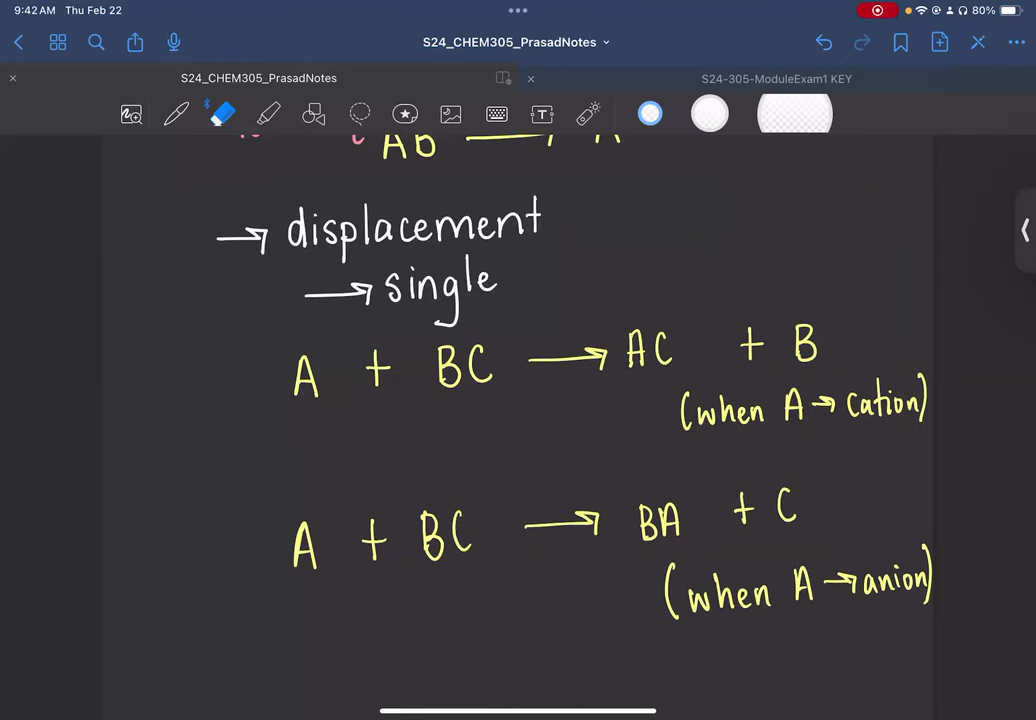 9:42 AM Thu Feb 22
80%
S24_CHEM305_PrasadNotes
S24_CHEM305_PrasadNotes
S24-305-ModuleExam1 KEY
AB → A
→ displacement
→ single
A + BC → AC + B
(when A → cation)
A + BC → BA + C
(when A → anion)